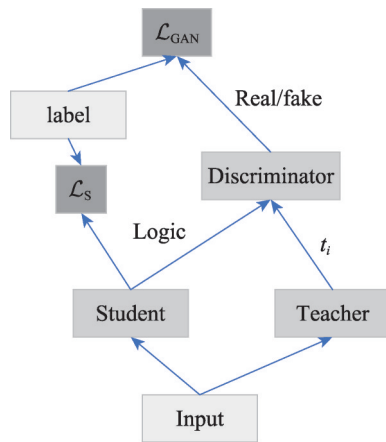 ℒGAN
Real/fake
label
Discriminator
ℒS
Logic
tᵢ
Student
Teacher
Input